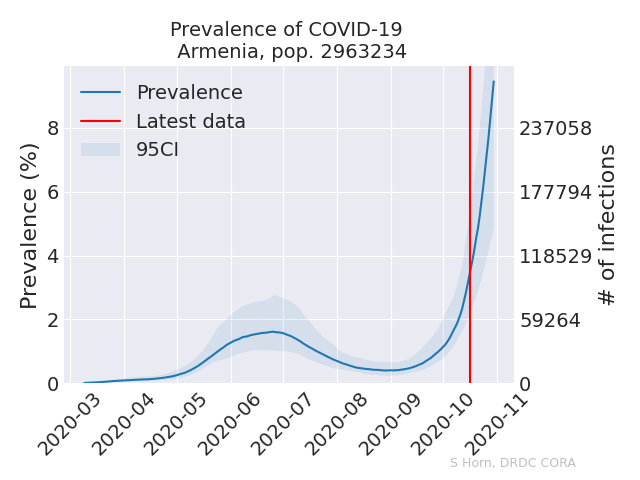 Prevalence of COVID-19
Armenia, pop. 2963234
Prevalence
Latest data
95CI
Prevalence (%)
8
6
4
2
0
237058
177794
118529
59264
0
# of infections
2020-03
2020-04
2020-05
2020-06
2020-07
2020-08
2020-09
2020-10
2020-11
S Horn, DRDC CORA